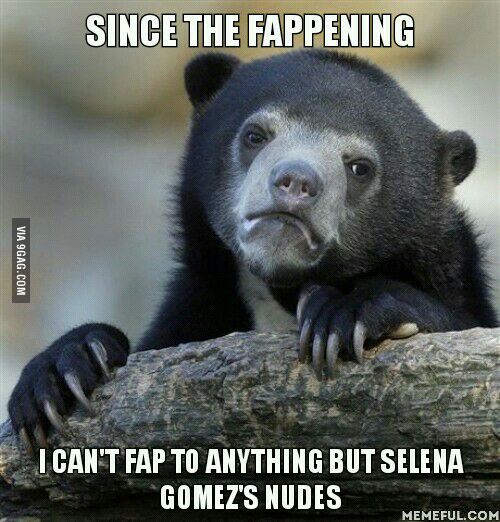 SINCE THE FAPPENING
VIA 9GAG.COM
I CAN'T FAP TO ANYTHING BUT SELENA
GOMEZ'S NUDES
MEMEFUL.COM